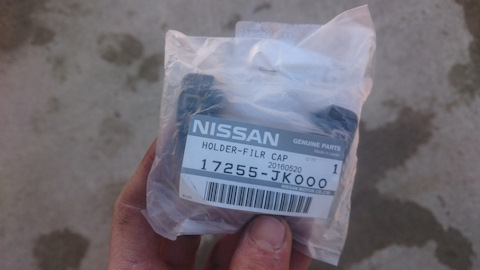 NISSAN
GENUINE PARTS
HOLDER-FILR CAP
20160520
1
17255-JK000